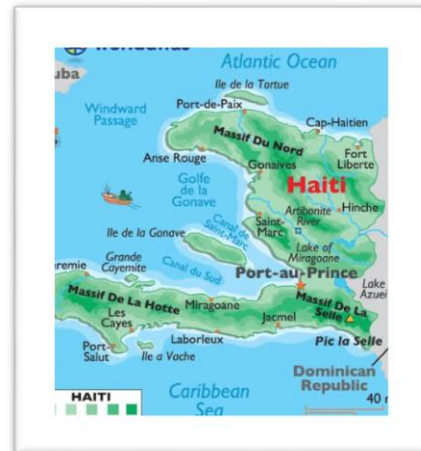 Atlantic Ocean
uba
Ile de la Tortue
Windward
Passage
Port-de-Paix
Cap-Haitien
Massif Du Nord
Fort
Liberte
Anse Rouge
Gonaives
Golfe
de la
Gonave
Haiti
Hinche
Artibonite
River
Saint-
Marc
Canal de
Saint-Marc
Ile de la Gonave
Lake of
Miragoane
Canal du Sud
Port-au-Prince
Grande
Cayemite
Lake
Azuei
eremie
Massif De La Hotte
Miragoane
Massif De La
Selle
Les
Cayes
Jacmel
Port-
Salut
Laborleux
Pic la Selle
Ile a Vache
Dominican
Republic
Caribbean
Sea
HAITI
40 m